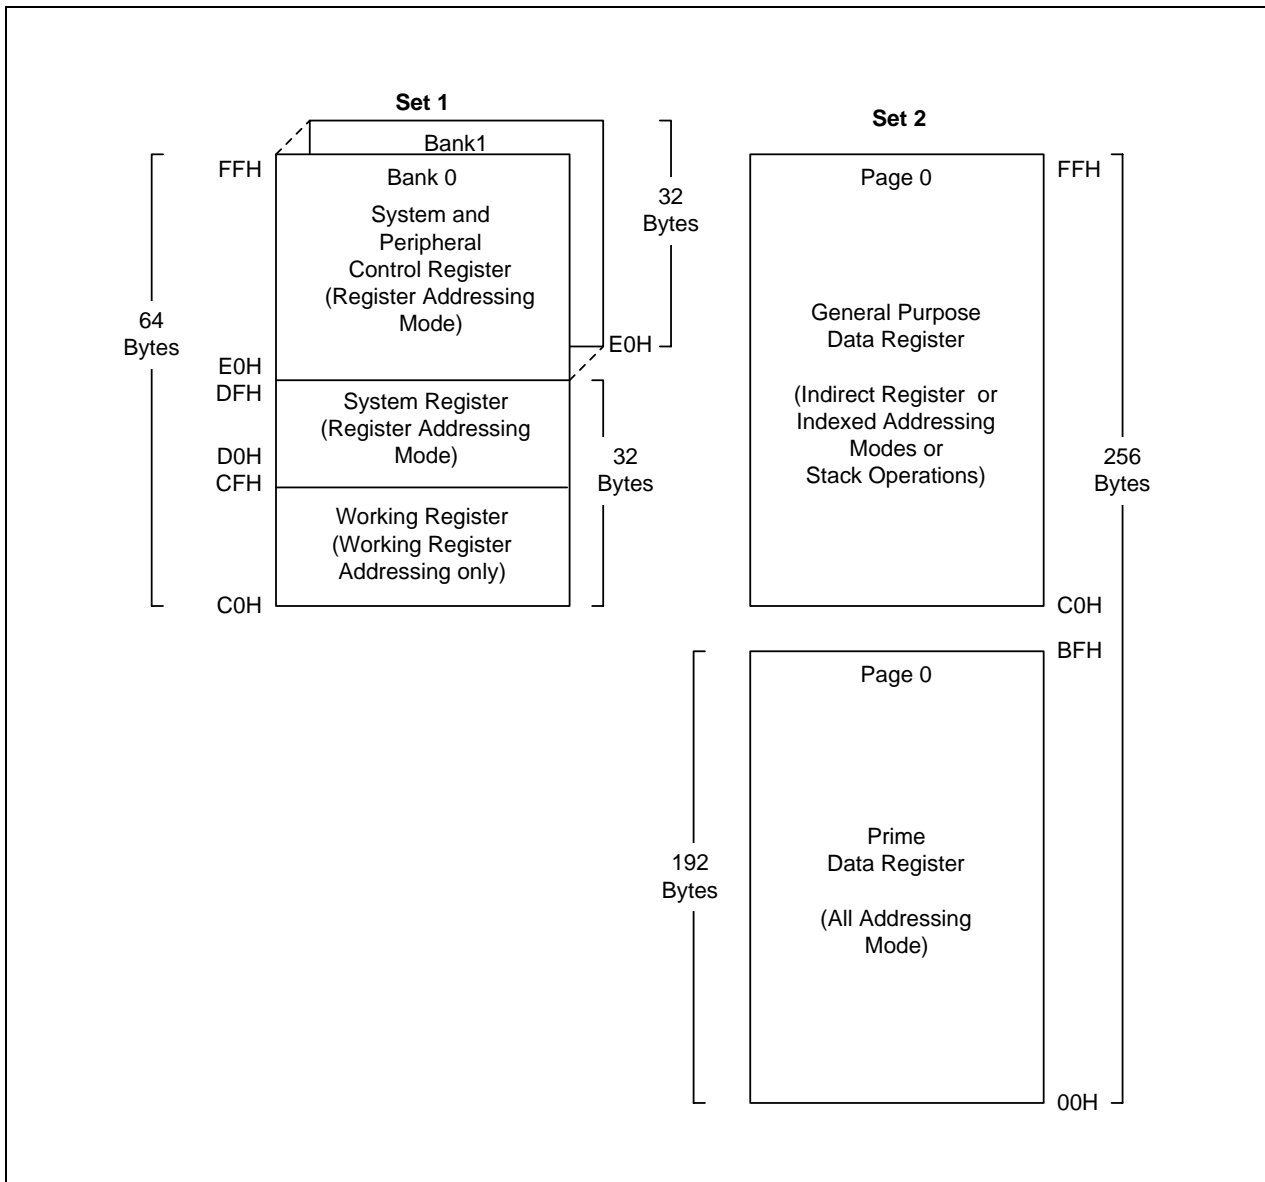 Set 1
Bank1
FFH
Bank 0
System and
Peripheral
Control Register
(Register Addressing
Mode)
32
Bytes
64
Bytes
E0H
E0H
DFH
System Register
(Register Addressing
Mode)
D0H
CFH
32
Bytes
Working Register
(Working Register
Addressing only)
C0H
Set 2
Page 0
FFH
General Purpose
Data Register
(Indirect Register or
Indexed Addressing
Modes or
Stack Operations)
256
Bytes
C0H
BFH
Page 0
192
Bytes
Prime
Data Register
(All Addressing
Mode)
00H